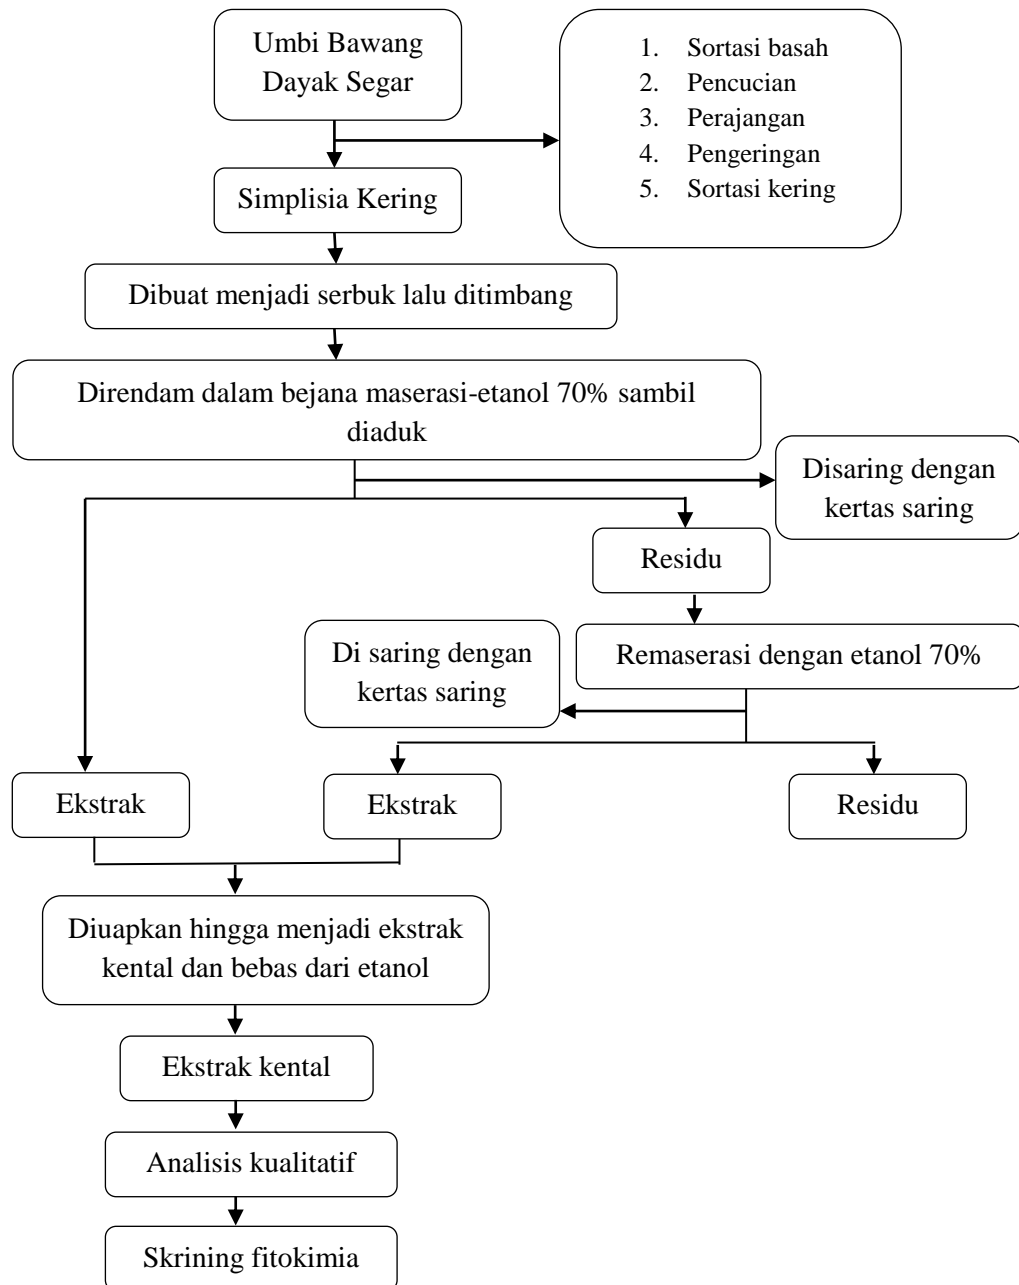 Umbi Bawang
Dayak Segar
1. Sortasi basah
2. Pencucian
3. Perajangan
4. Pengeringan
5. Sortasi kering
Simplisia Kering
Dibuat menjadi serbuk lalu ditimbang
Direndam dalam bejana maserasi-etanol 70% sambil
diaduk
Disaring dengan
kertas saring
Residu
Remaserasi dengan etanol 70%
Di saring dengan
kertas saring
Ekstrak
Ekstrak
Residu
Diuapkan hingga menjadi ekstrak
kental dan bebas dari etanol
Ekstrak kental
Analisis kualitatif
Skrining fitokimia